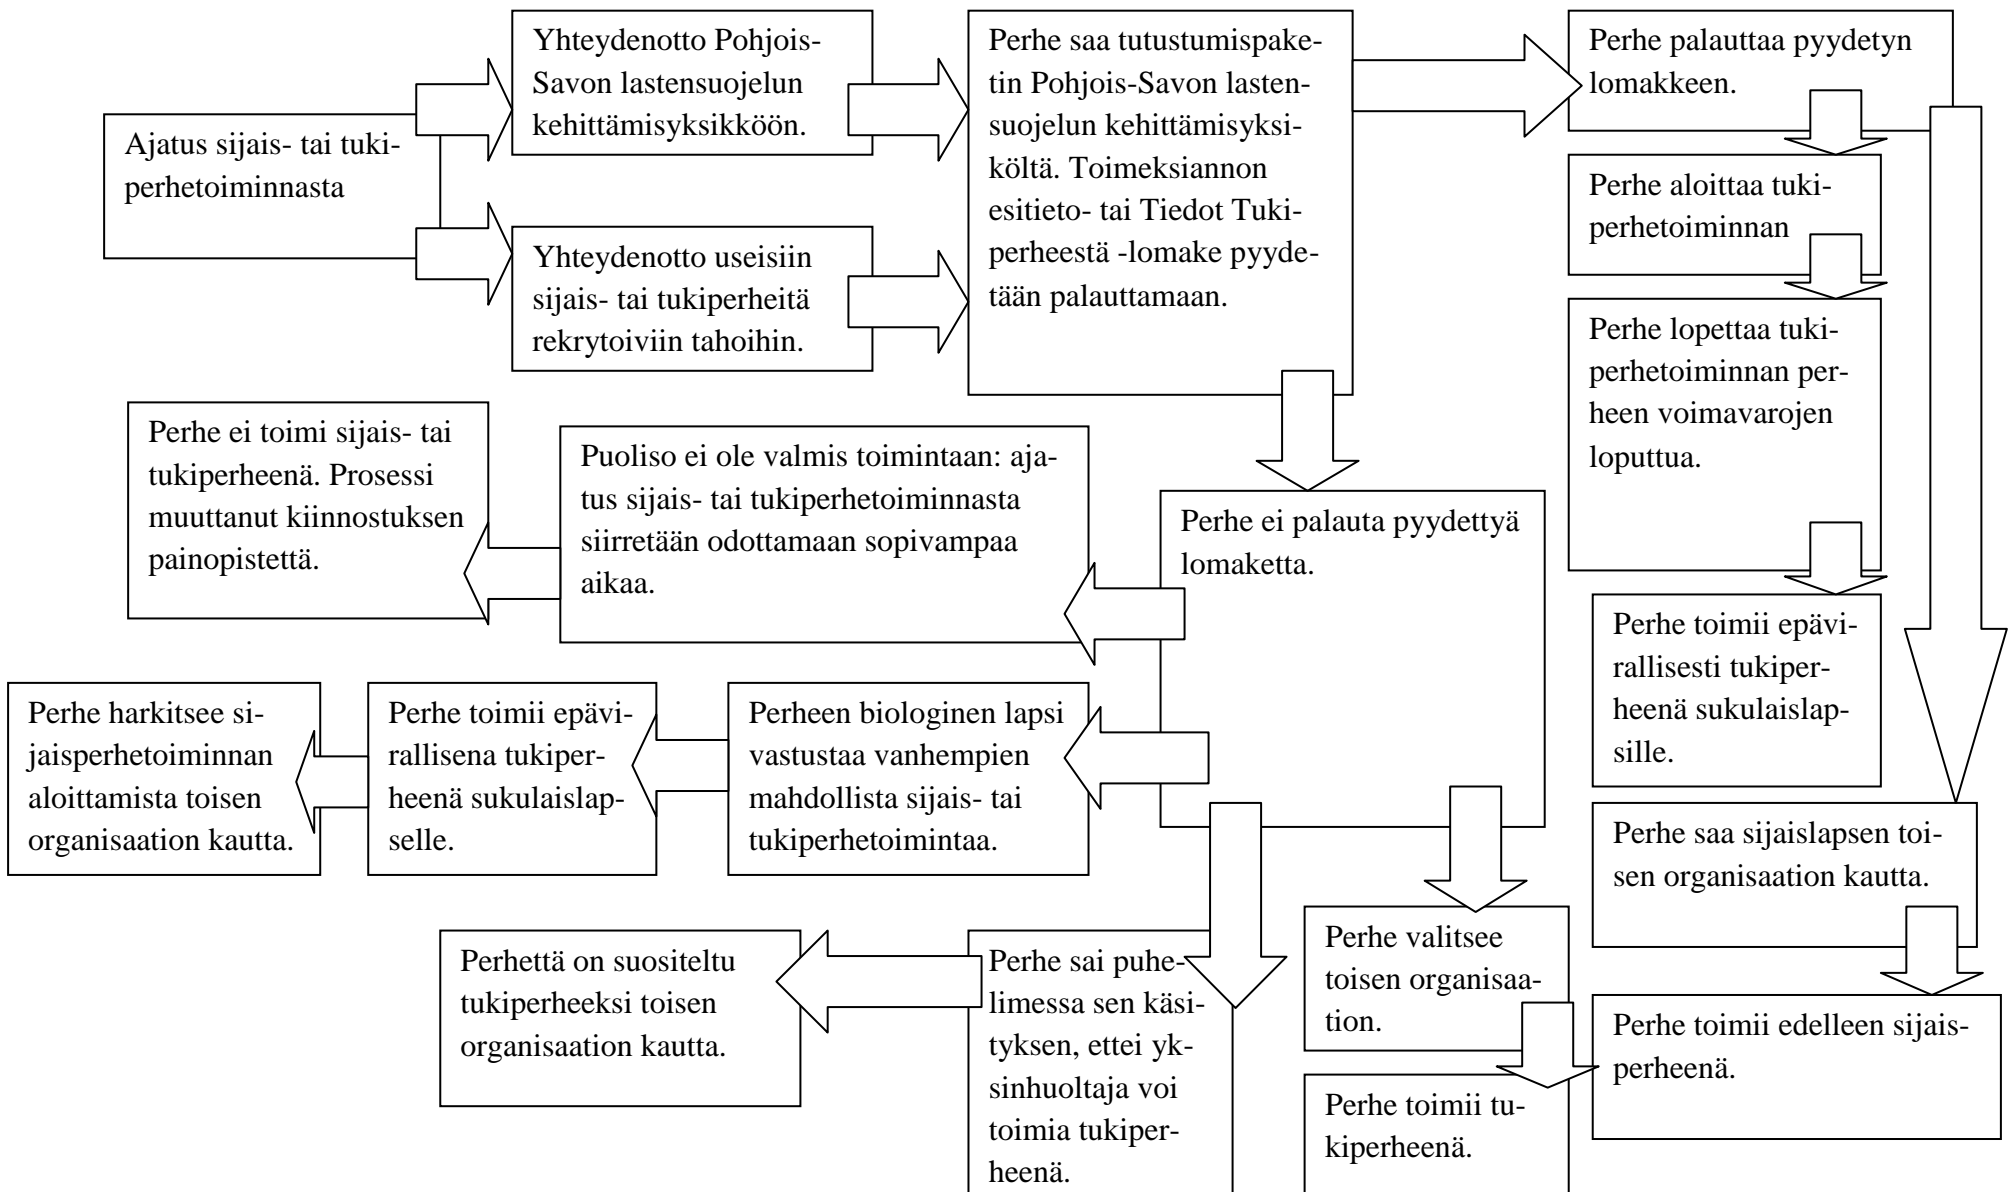 Ajatus sijais- tai tuki-
perhetoiminnasta
Yhteydenotto Pohjois-
Savon lastensuojelun
kehittämisyksikköön.
Yhteydenotto useisiin
sijais- tai tukiperheitä
rekrytoiviin tahoihin.
Perhe saa tutustumispake-
tin Pohjois-Savon lasten-
suojelun kehittämisyksi-
költä. Toimeksiannon
esitieto- tai Tiedot Tuki-
perheestä -lomake pyyde-
tään palauttamaan.
Perhe palauttaa pyydetyn
lomakkeen.
Perhe aloittaa tuki-
perhetoiminnan
Perhe lopettaa tuki-
perhetoiminnan per-
heen voimavarojen
loputtua.
Perhe toimii epävi-
rallisesti tukiper-
heenä sukulaislap-
sille.
Perhe saa sijaislapsen toi-
sen organisaation kautta.
Perhe toimii edelleen sijais-
perheenä.
Perhe ei palauta pyydettyä
lomaketta.
Puoliso ei ole valmis toimintaan: aja-
tus sijais- tai tukiperhetoiminnasta
siirretään odottamaan sopivampaa
aikaa.
Perhe ei toimi sijais- tai
tukiperheenä. Prosessi
muuttanut kiinnostuksen
painopistettä.
Perheen biologinen lapsi
vastustaa vanhempien
mahdollista sijais- tai
tukiperhetoimintaa.
Perhe toimii epävi-
rallisena tukiper-
heenä sukulaislap-
selle.
Perhe harkitsee si-
jaisperhetoiminnan
aloittamista toisen
organisaation kautta.
Perhe sai puhe-
limessa sen käsi-
tyksen, ettei yk-
sinhuoltaja voi
toimia tukiper-
heenä.
Perhettä on suositeltu
tukiperheeksi toisen
organisaation kautta.
Perhe valitsee
toisen organisaa-
tion.
Perhe toimii tu-
kiperheenä.